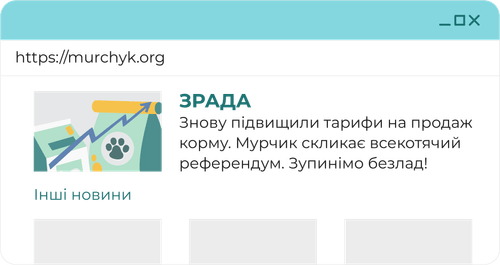 https://murchyk.org
ЗРАДА
Знову підвищили тарифи на продаж
корму. Мурчик скликає всекотячий
референдум. Зупинімо безлад!
Інші новини